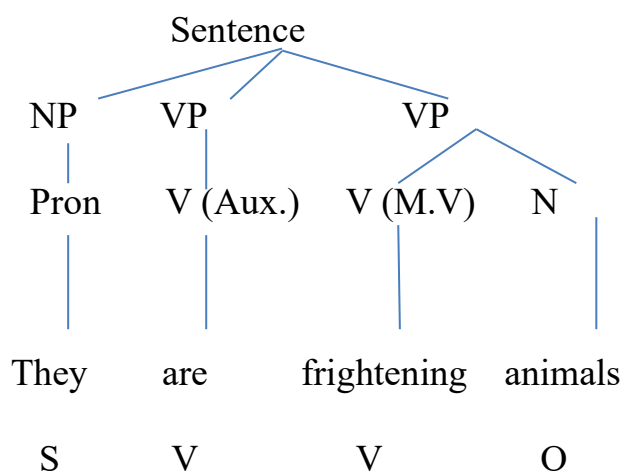 Sentence
NP VP VP
Pron V (Aux.) V (M.V) N
They are frightening animals
S V V O